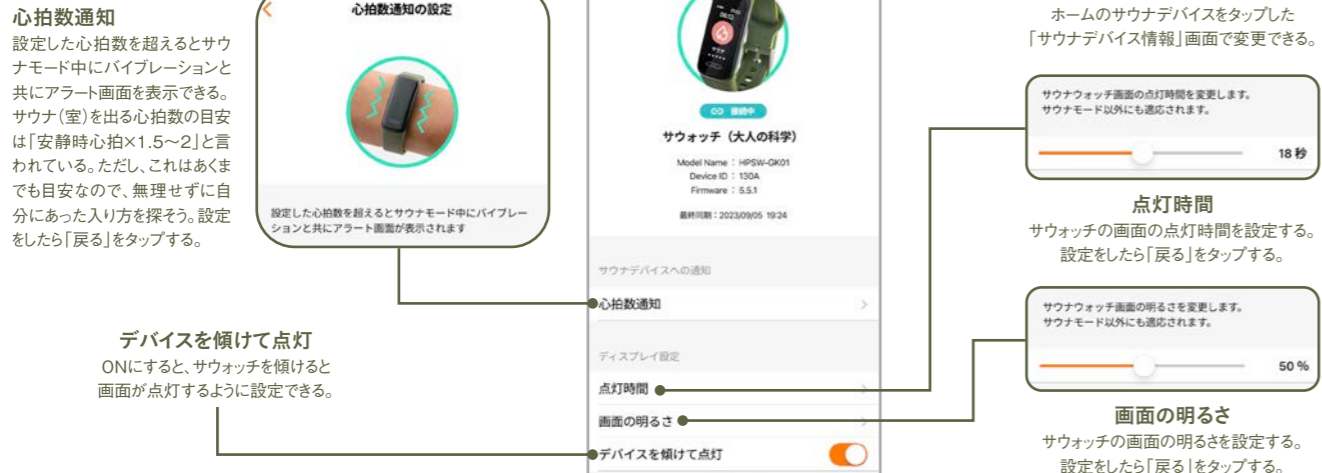 心拍数通知
設定した心拍数を超えるとサウ
ナモード中にバイブレーションと
共にアラート画面を表示できる。
サウナ(室)を出る心拍数の目安
は「安静時心拍×1.5〜2」と言
われている。ただし、これはあくま
でも目安なので、無理せずに自
分にあった入り方を探そう。設定
をしたら「戻る」をタップする。
心拍数通知の設定
設定した心拍数を超えるとサウナモード中にバイブレー
ションと共にアラート画面が表示されます
デバイスを傾けて点灯
ONにすると、サウォッチを傾けると
画面が点灯するように設定できる。
サウナ
接続中
サウォッチ(大人の科学)
Model Name:HPSW-GK01
Device ID:130A
Firmware:5.5.1
最終同期:2023/09/05 19:24
サウナデバイスへの通知
心拍数通知
ディスプレイ設定
点灯時間
画面の明るさ
デバイスを傾けて点灯
ホームのサウナデバイスをタップした
「サウナデバイス情報」画面で変更できる。
サウナウォッチ画面の点灯時間を変更します。
サウナモード以外にも適応されます。
18 秒
点灯時間
サウォッチの画面の点灯時間を設定する。
設定をしたら「戻る」をタップする。
サウナウォッチ画面の明るさを変更します。
サウナモード以外にも適応されます。
50 %
画面の明るさ
サウォッチの画面の明るさを設定する。
設定をしたら「戻る」をタップする。